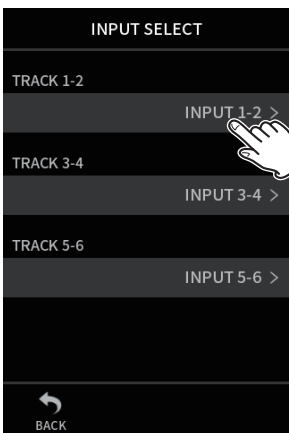 INPUT SELECT
TRACK 1-2
INPUT 1-2 >
TRACK 3-4
INPUT 3-4 >
TRACK 5-6
INPUT 5-6 >
BACK